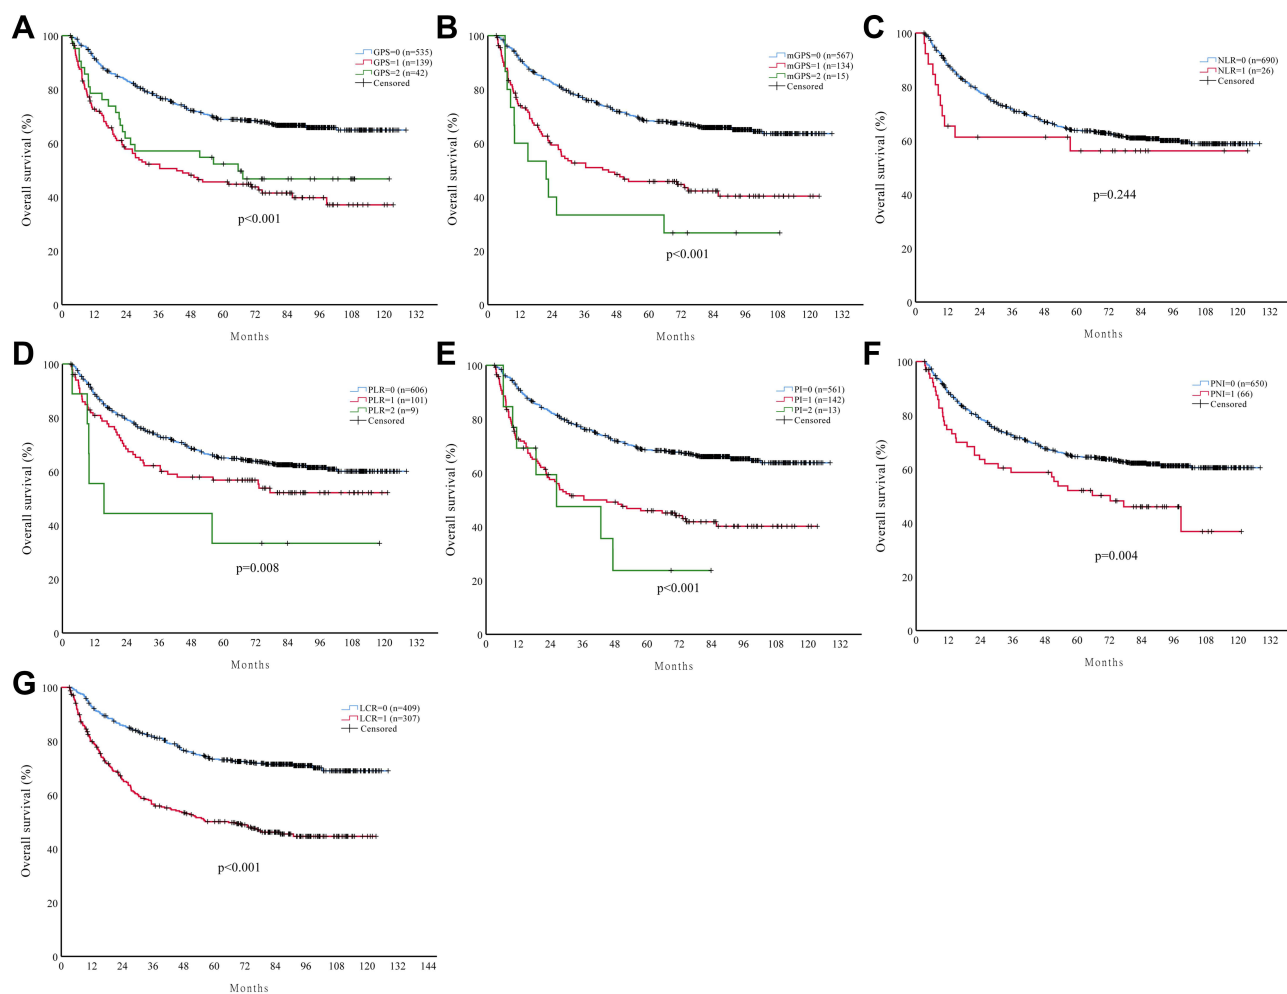 A
Overall survival (%)
100
80
60
40
20
0
GPS=0 (n=535)
GPS=1 (n=139)
GPS=2 (n=42)
Censored
p<0.001
0 12 24 36 48 60 72 84 96 108 120 132
Months
B
Overall survival (%)
100
80
60
40
20
0
mGPS=0 (n=567)
mGPS=1 (n=134)
mGPS=2 (n=15)
Censored
p<0.001
0 12 24 36 48 60 72 84 96 108 120 132
Months
C
Overall survival (%)
100
80
60
40
20
0
NLR=0 (n=690)
NLR=1 (n=26)
Censored
p=0.244
0 12 24 36 48 60 72 84 96 108 120 132
Months
D
Overall survival (%)
100
80
60
40
20
0
PLR=0 (n=606)
PLR=1 (n=101)
PLR=2 (n=9)
Censored
p=0.008
0 12 24 36 48 60 72 84 96 108 120 132
Months
E
Overall survival (%)
100
80
60
40
20
0
PI=0 (n=561)
PI=1 (n=142)
PI=2 (n=13)
Censored
p<0.001
0 12 24 36 48 60 72 84 96 108 120 132
Months
F
Overall survival (%)
100
80
60
40
20
0
PNI=0 (n=650)
PNI=1 (66)
Censored
p=0.004
0 12 24 36 48 60 72 84 96 108 120 132
Months
G
Overall survival (%)
100
80
60
40
20
0
LCR=0 (n=409)
LCR=1 (n=307)
Censored
p<0.001
0 12 24 36 48 60 72 84 96 108 120 132 144
Months